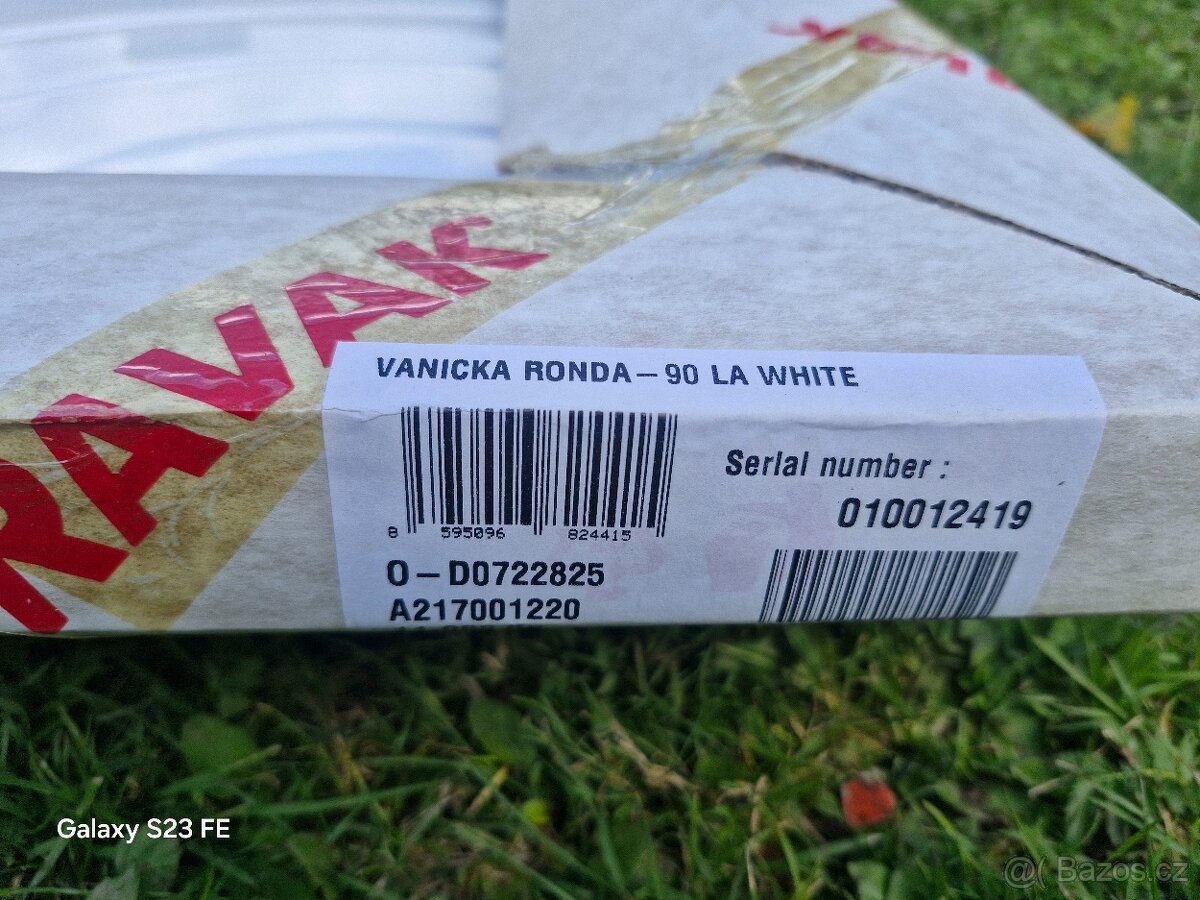 RAVAK
VANICKA RONDA-90 LA WHITE
8 595096 824415
Serial number :
010012419
O-D0722825
A217001220
Galaxy S23 FE
Bazos.cz